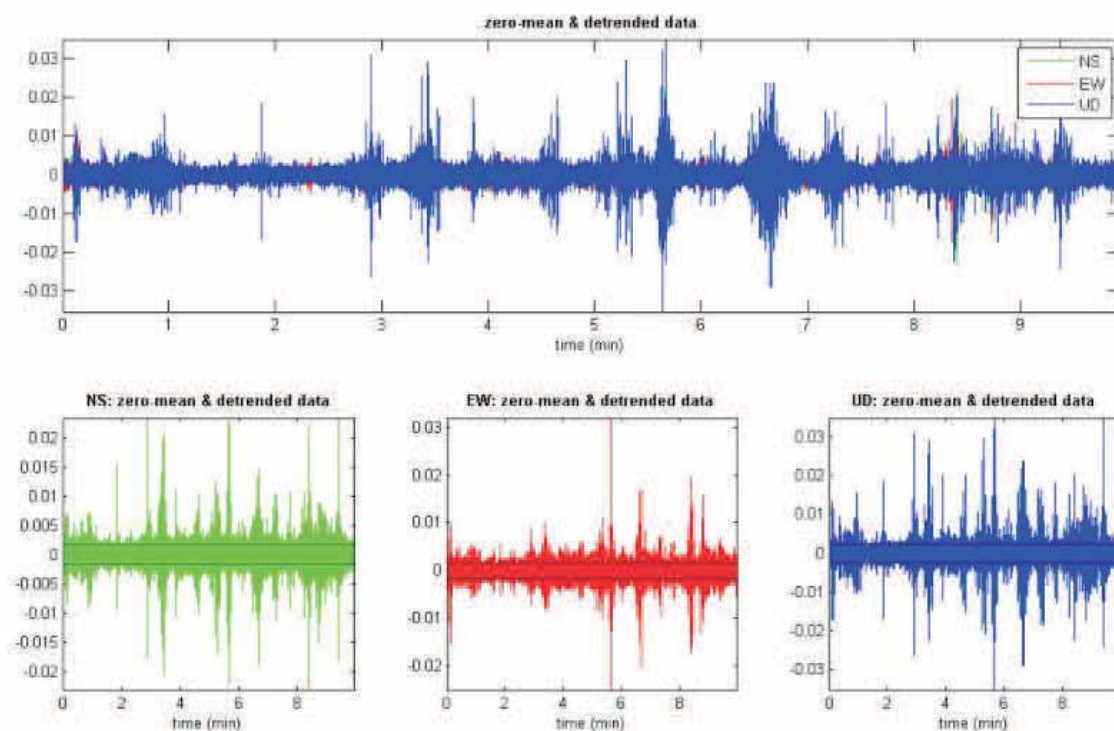 zero-mean & detrended data
0.03
0.02
0.01
0
-0.01
-0.02
-0.03
NS
EW
UD
0 1 2 3 4 5 6 7 8 9
time (min)
NS: zero-mean & detrended data
0.02
0.015
0.01
0.005
0
-0.005
-0.01
-0.015
-0.02
0 2 4 6 8
time (min)
EW: zero-mean & detrended data
0.03
0.02
0.01
0
-0.01
-0.02
0 2 4 6 8
time (min)
UD: zero-mean & detrended data
0.03
0.02
0.01
0
-0.01
-0.02
-0.03
0 2 4 6 8
time (min)